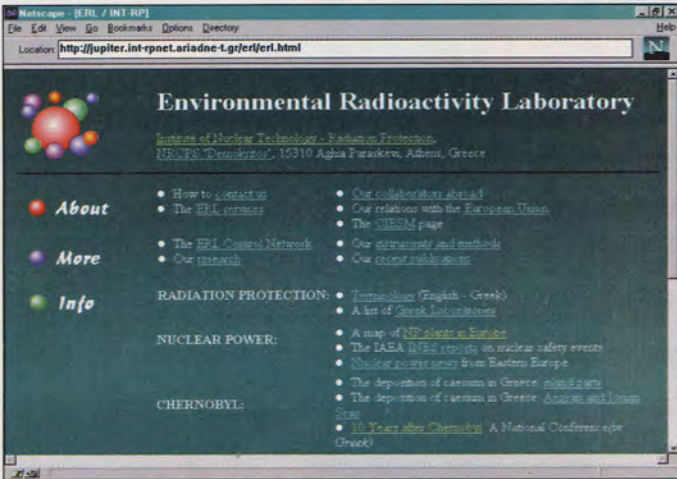 Netscape - [ERL / INT-RP]
File Edit View Go Bookmarks Options Directory Help
Location: http://jupiter.int-rpnet.ariadne-t.gr/erl/erl.html
N
Environmental Radioactivity Laboratory
Institute of Nuclear Technology - Radiation Protection,
NRCPS "Demokritos", 15310 Aghia Paraskevi, Athens, Greece
About
• How to contact us
• The ERL services
• Our collaborators abroad
• Our relations with the European Union
• The CIESM page
More
• The ERL Control Network
• Our research
• Our instruments and methods
• Our recent publications
Info
RADIATION PROTECTION:
• Terminology (English - Greek)
• A list of Greek Laboratories
NUCLEAR POWER:
• A map of NP plants in Europe
• The IAEA INES reports on nuclear safety events
• Nuclear power news from Eastern Europe
CHERNOBYL:
• The deposition of caesium in Greece: inland parts
• The deposition of caesium in Greece: Aegean and Ionian
Seas
• 10 Years after Chernobyl: A National Conference(in
Greek)